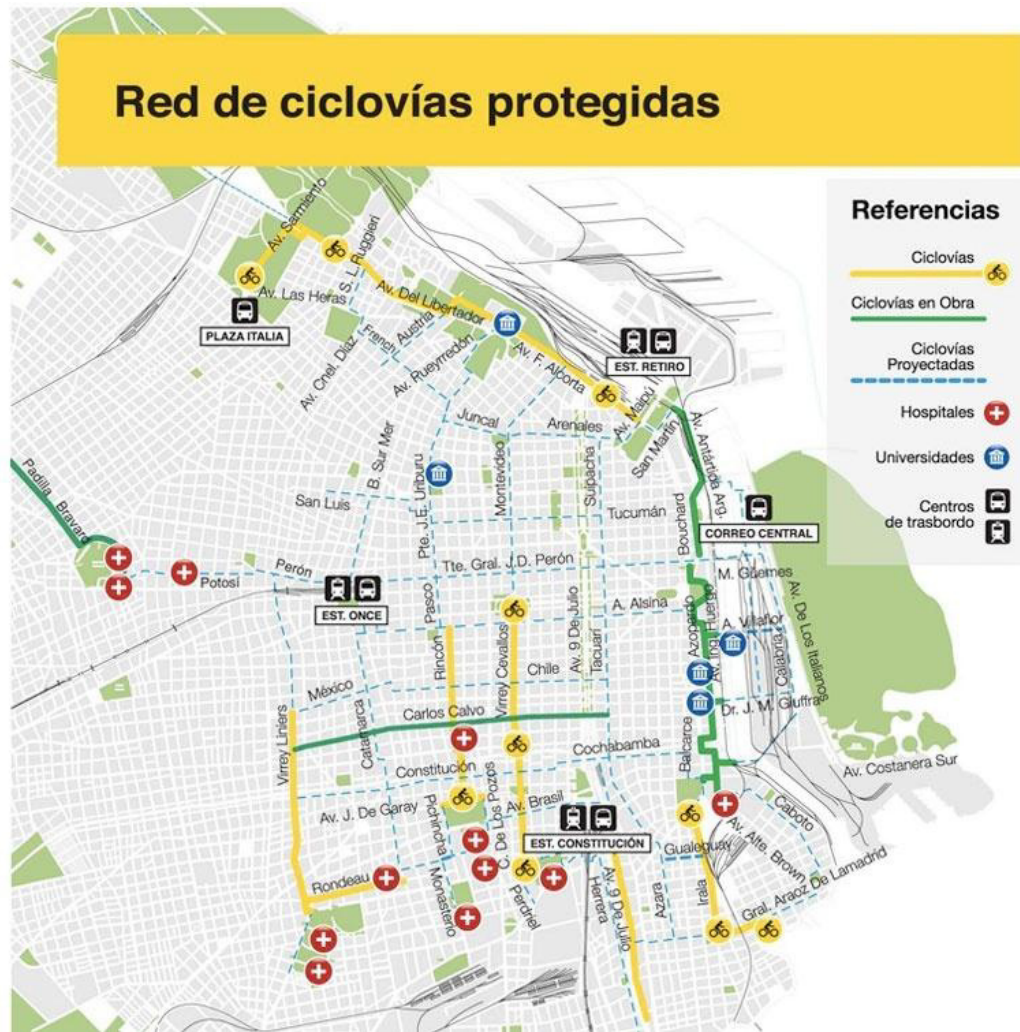 Red de ciclovías protegidas
Referencias
Ciclovías
Ciclovías en Obra
Ciclovías
Proyectadas
Hospitales
Universidades
Centros
de trasbordo
Av. Sarmiento
S. L. Ruggieri
Av. Las Heras
PLAZA ITALIA
Av. Del Libertador
Austria
French
Av. Cnel. Diaz
Av. Rueyrredón
Av. F. Alcorta
EST. RETIRO
Av. Maipú
San Martín
Av. Antártida Arg.
Juncal
Arenales
B. Sur Mer
Pte. J.E. Uriburu
Montevideo
Suipacha
San Luis
Tucumán
Bouchard
CORREO CENTRAL
Padilla
Bravard
Potosí
Perón
Tte. Gral. J.D. Perón
M. Güemes
EST. ONCE
Pasco
A. Alsina
Azopardo
Av. Ing. Huergo
A. Villaflor
Av. De Los Italianos
Rincón
Virrey Cevallos
Av. 9 De Julio
Tacuarí
Calabria
Chile
México
Dr. J. M. Giuffra
Carlos Calvo
Virrey Liniers
Catamarca
Cochabamba
Balcarce
Constitución
Av. Costanera Sur
Av. J. De Garay
Pichincha
C. De Los Pozos
Av. Brasil
EST. CONSTITUCIÓN
Caboto
Av. Alte. Brown
Gualeguay
Rondeau
Monasterio
Perdriel
Herrera
Av. 9 De Julio
Azara
Irala
Gral. Araoz De Lamadrid